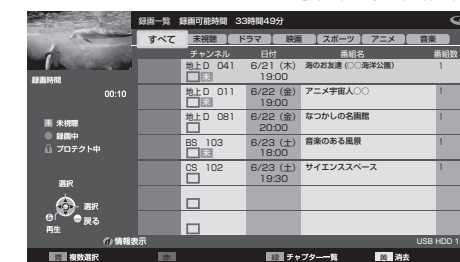 録画一覧 録画可能時間 33時間49分
すべて 未視聴 ドラマ 映画 スポーツ アニメ 音楽
チャンネル 日付 番組名 番組数
地上D 041 6/21 (木) 海のお友達 (○○海洋公園) 1
未 19:00
録画時間
00:10
地上D 011 6/22 (金) アニメ宇宙人○○ 1
未 19:00
地上D 081 6/22 (金) なつかしの名画館 1
20:00
BS 103 6/23 (土) 音楽のある風景 1
未 18:00
CS 102 6/23 (土) サイエンススペース 1
19:30
未 未視聴
録画中
プロテクト中
選択
選択
戻る
再生
情報表示 USB HDD 1
青 複数選択 赤 緑 チャプター一覧 黄 消去